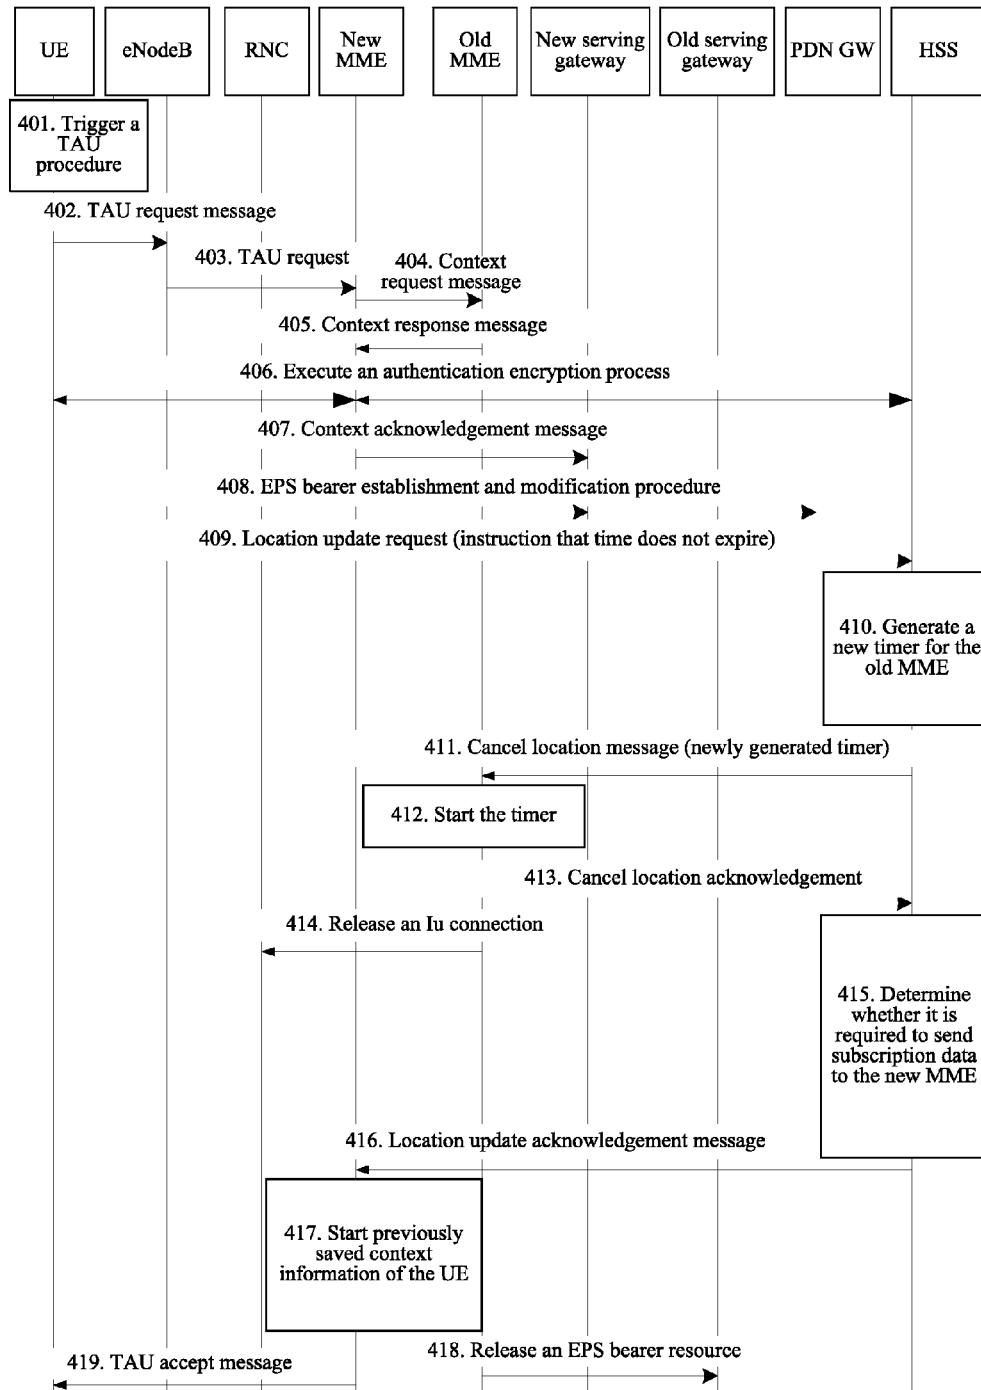 UE
eNodeB
RNC
New
MME
Old
MME
New serving
gateway
Old serving
gateway
PDN GW
HSS
401. Trigger a
TAU
procedure
402. TAU request message
403. TAU request
404. Context
request message
405. Context response message
406. Execute an authentication encryption process
407. Context acknowledgement message
408. EPS bearer establishment and modification procedure
409. Location update request (instruction that time does not expire)
410. Generate a
new timer for the
old MME
411. Cancel location message (newly generated timer)
412. Start the timer
413. Cancel location acknowledgement
414. Release an Iu connection
415. Determine
whether it is
required to send
subscription data
to the new MME
416. Location update acknowledgement message
417. Start previously
saved context
information of the UE
418. Release an EPS bearer resource
419. TAU accept message